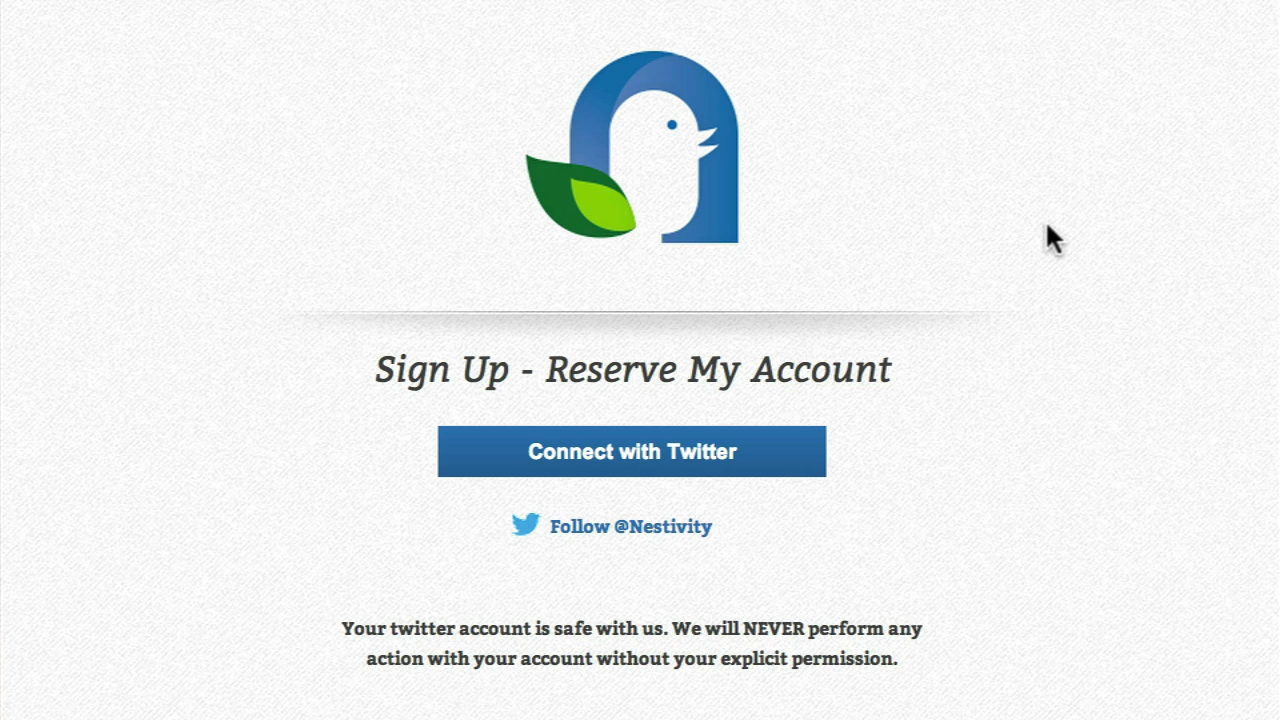 Sign Up - Reserve My Account
Connect with Twitter
Follow @Nestivity
Your twitter account is safe with us. We will NEVER perform any
action with your account without your explicit permission.